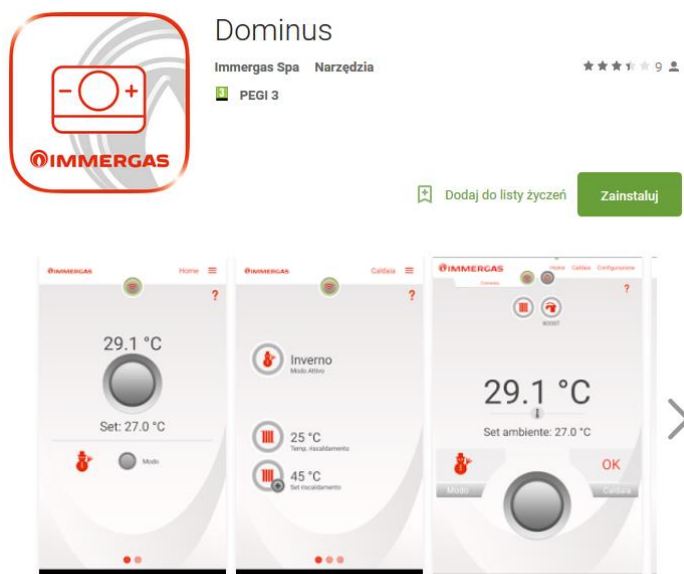 Dominus
Immergas Spa Narzędzia
9
3 PEGI 3
IMMERGAS
Dodaj do listy życzeń
Zainstaluj
IMMERGAS Home
?
29.1 °C
Set: 27.0 °C
Modo
IMMERGAS Caldaia
?
Inverno
Modo Attivo
25 °C
Temp. riscaldamento
45 °C
Set riscaldamento
IMMERGAS Home Caldaia Configurazione
?
BOOST
29.1 °C
Set ambiente: 27.0 °C
OK
Modo
Caldaia